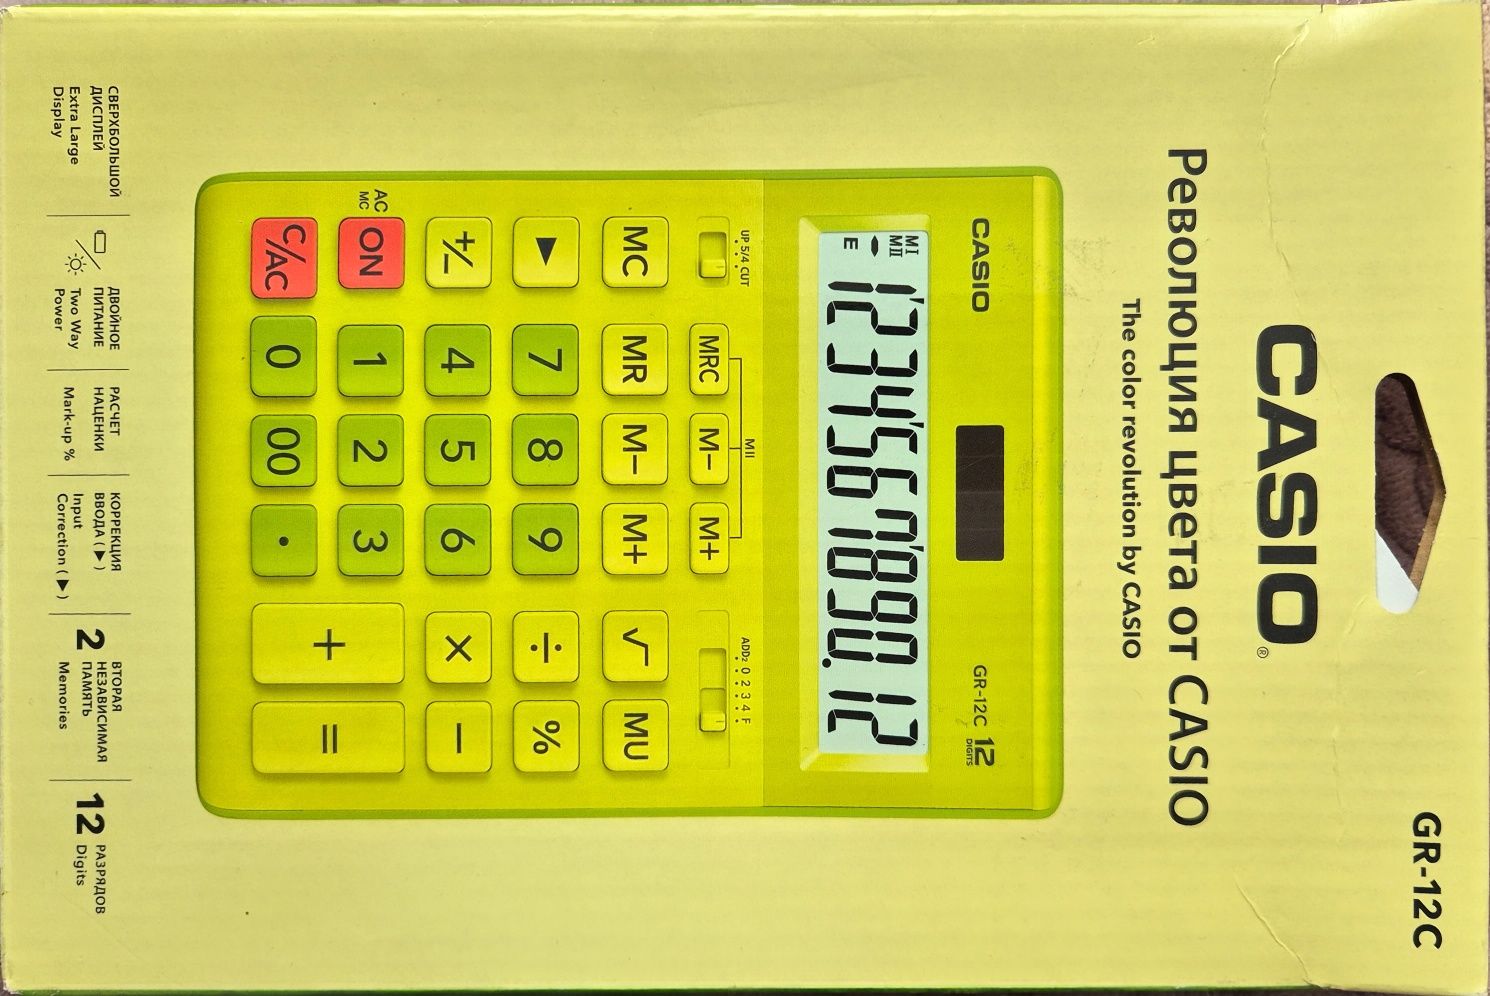 GR-12C
CASIO®
Революция цвета от CASIO
The color revolution by CASIO
CASIO
GR-12C 12 DIGITS
MI
MII
E
123'456'789'012
1234567890.12
UP 5/4 CUT
MII
ADD₂ 0 2 3 4 F
MRC M− M+
MC MR M− M+ √ MU
▶ 7 8 9 ÷ %
+/− 4 5 6 × −
AC
MC
ON 1 2 3
C/AC 0 00 · + =
СВЕРХБОЛЬШОЙ
ДИСПЛЕЙ
Extra Large
Display
ДВОЙНОЕ
ПИТАНИЕ
Two Way
Power
РАСЧЕТ
НАЦЕНКИ
Mark-up %
КОРРЕКЦИЯ
ВВОДА (▶)
Input
Correction (▶)
2
ВТОРАЯ
НЕЗАВИСИМАЯ
ПАМЯТЬ
Memories
12
РАЗРЯДОВ
Digits